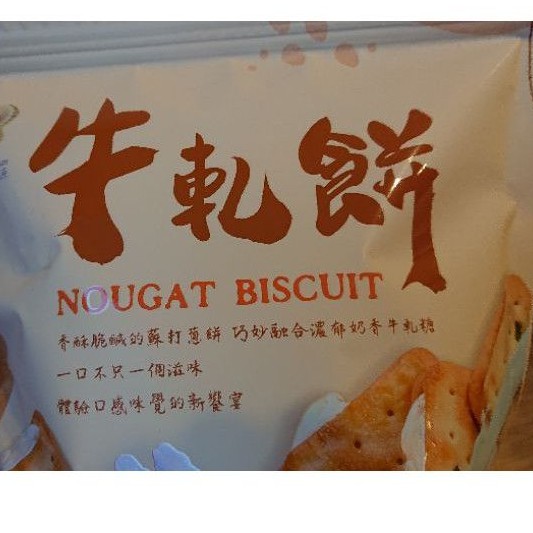 牛軋餅
NOUGAT BISCUIT
香酥脆鹹的蘇打蔥餅 巧妙融合濃郁奶香牛軋糖
一口不只一個滋味
體驗口感味覺的新饗宴